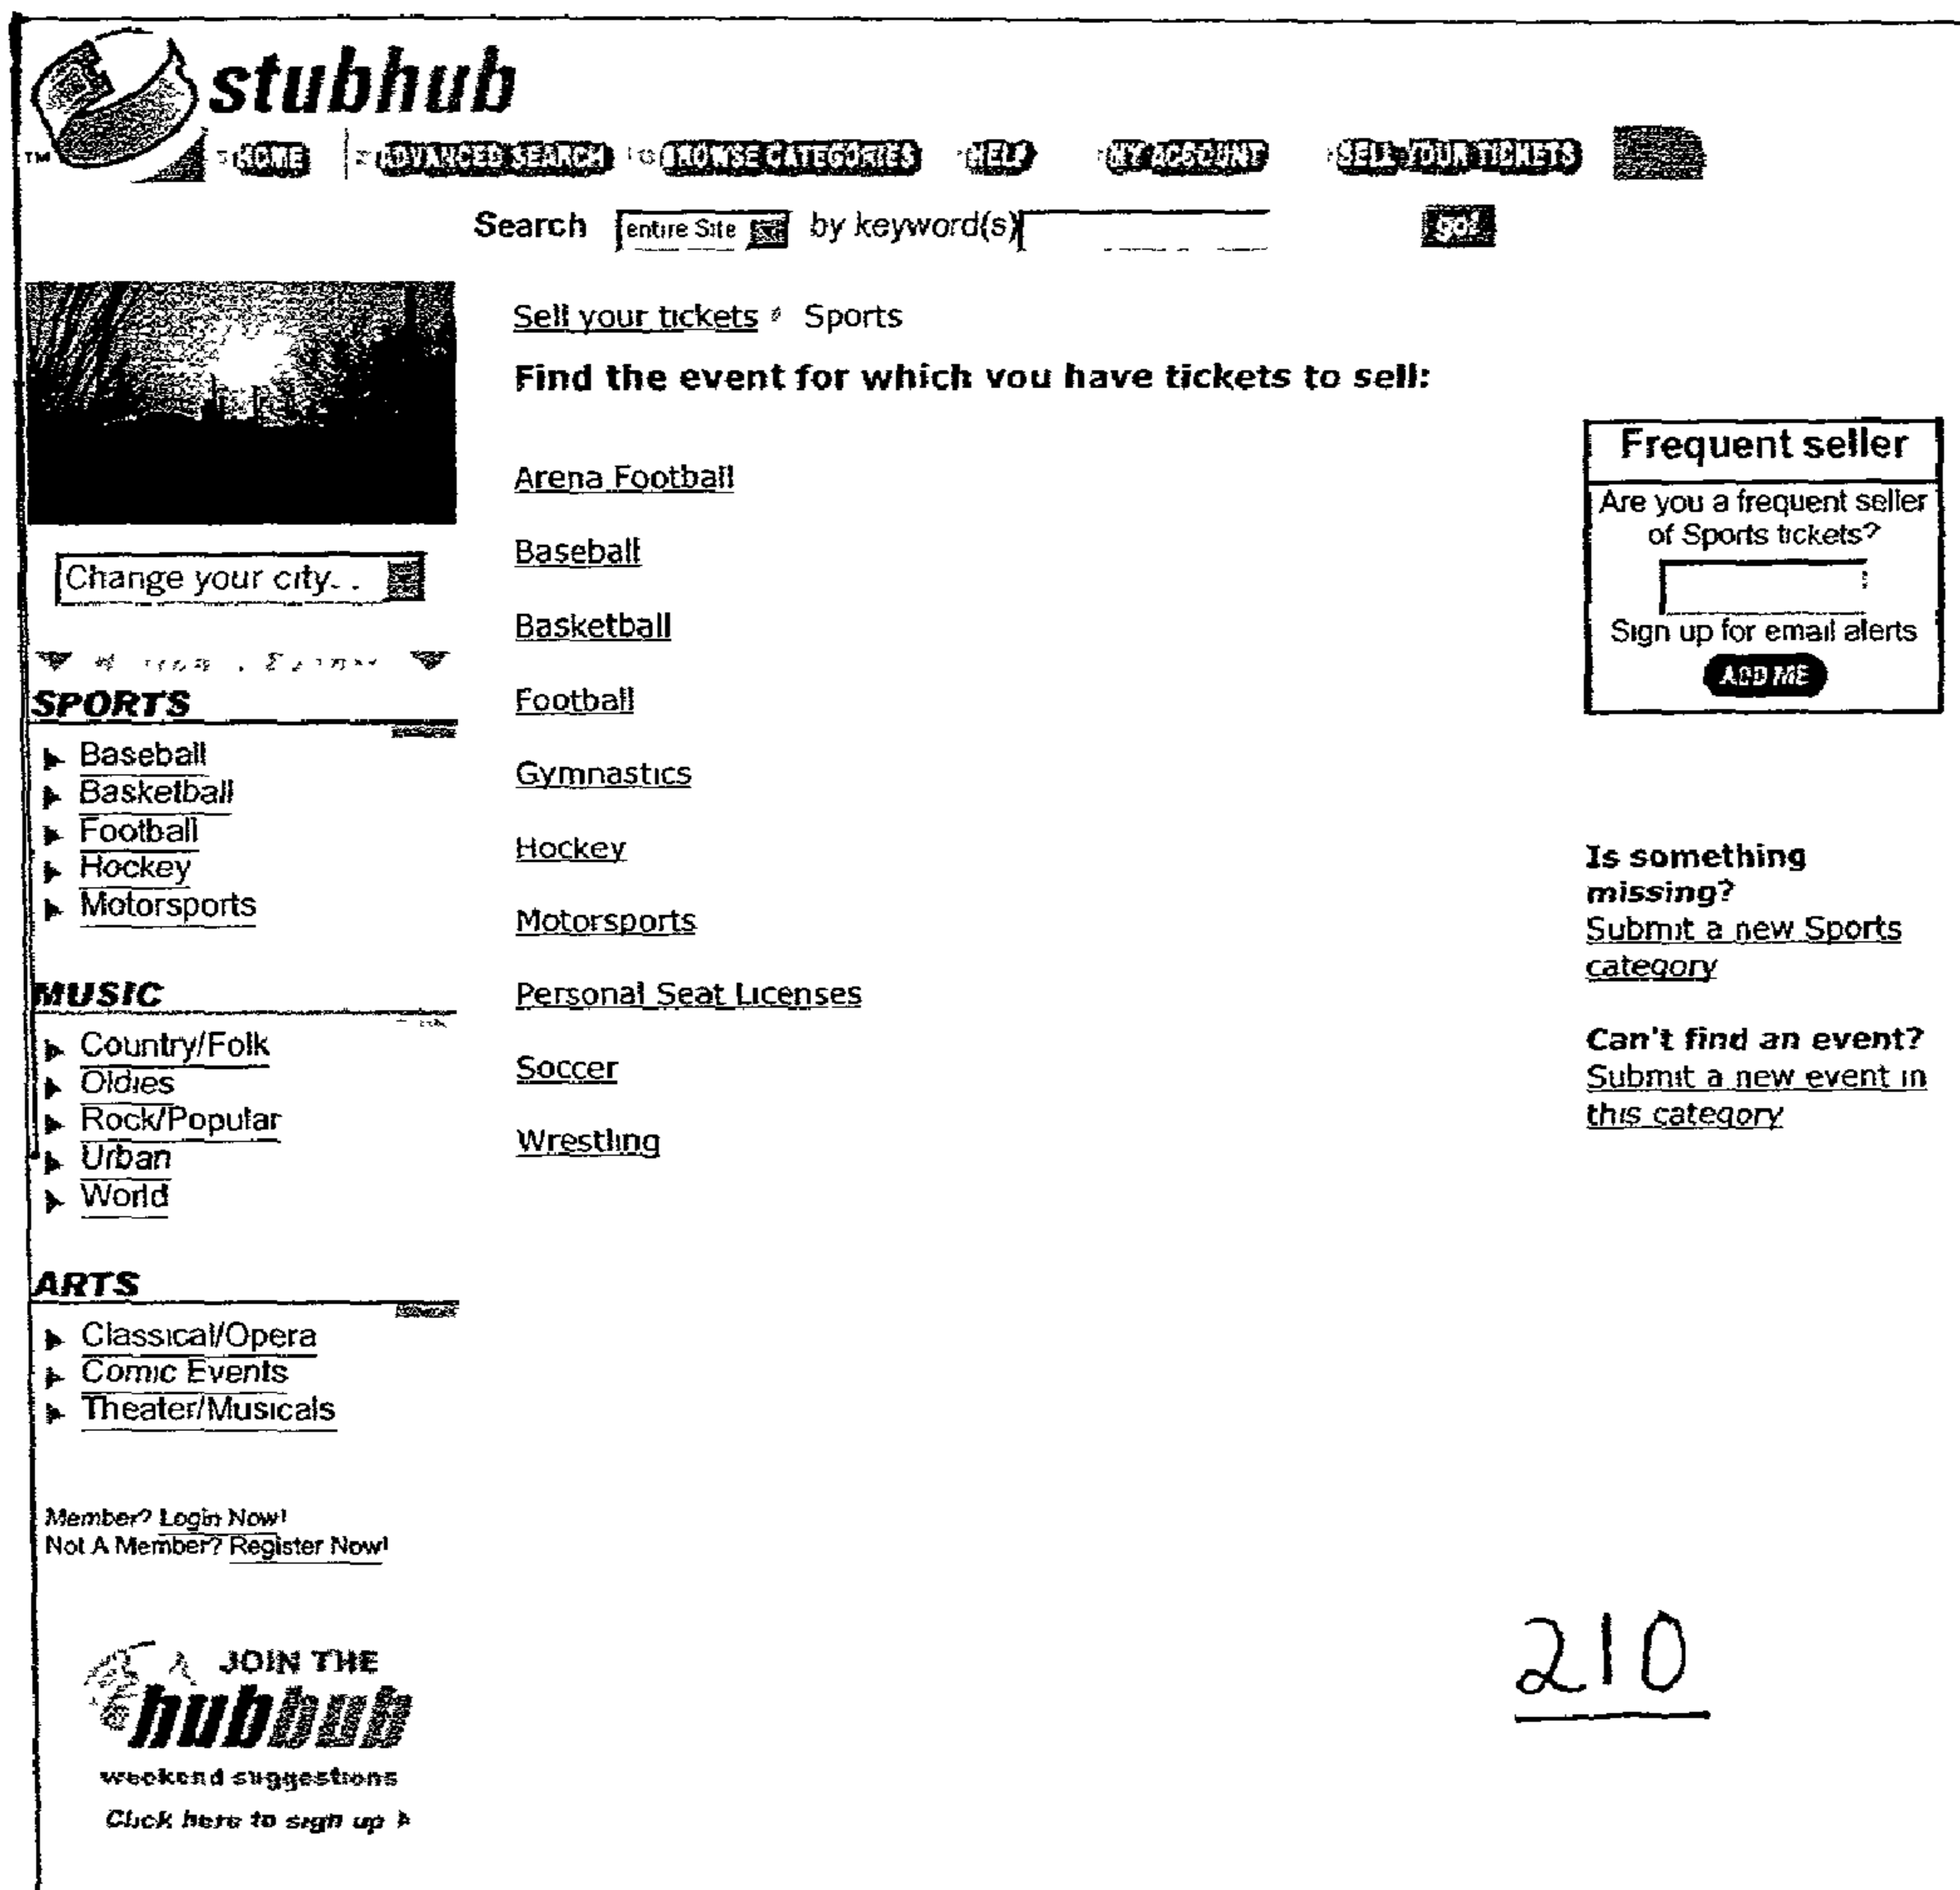 stubhub
TM
HOME ADVANCED SEARCH BROWSE CATEGORIES HELP MY ACCOUNT SELL YOUR TICKETS
Search entire Site by keyword(s) go!
Sell your tickets Sports
Find the event for which you have tickets to sell:
Change your city. .
SPORTS
Baseball
Basketball
Football
Hockey
Motorsports
MUSIC
Country/Folk
Oldies
Rock/Popular
Urban
World
ARTS
Classical/Opera
Comic Events
Theater/Musicals
Member? Login Now!
Not A Member? Register Now!
JOIN THE
hubbub
weekend suggestions
Click here to sign up
Arena Football
Baseball
Basketball
Football
Gymnastics
Hockey
Motorsports
Personal Seat Licenses
Soccer
Wrestling
Frequent seller
Are you a frequent seller
of Sports tickets?
Sign up for email alerts
ADD ME
Is something
missing?
Submit a new Sports
category
Can't find an event?
Submit a new event in
this category
210